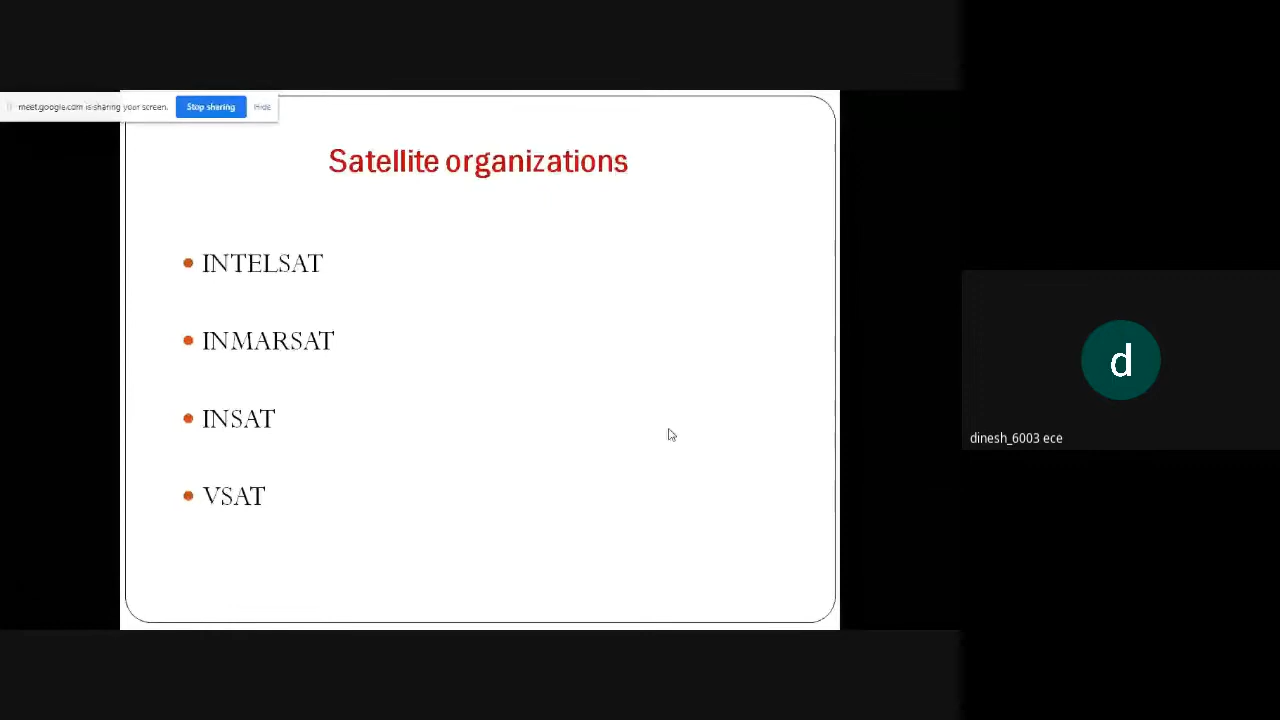 meet.google.com is sharing your screen. Stop sharing Hide
Satellite organizations
INTELSAT
INMARSAT
INSAT
VSAT
d
dinesh_6003 ece